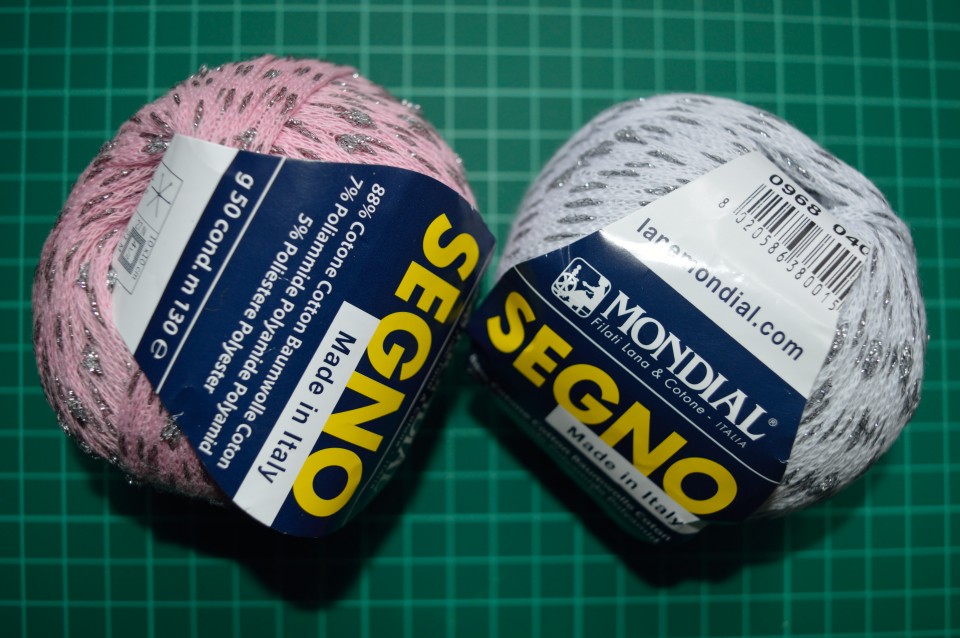 g 50 cond. m 130 e
88% Cotone Cotton Baumwolle Coton
7% Poliammide Polyamide Polyamid
5% Poliestere Polyester
Made in Italy
SEGNO
0968 040
8 020586 380015
laremondial.com
MONDIAL®
Filati Lana & Cotone - ITALIA
SEGNO
Made in Italy